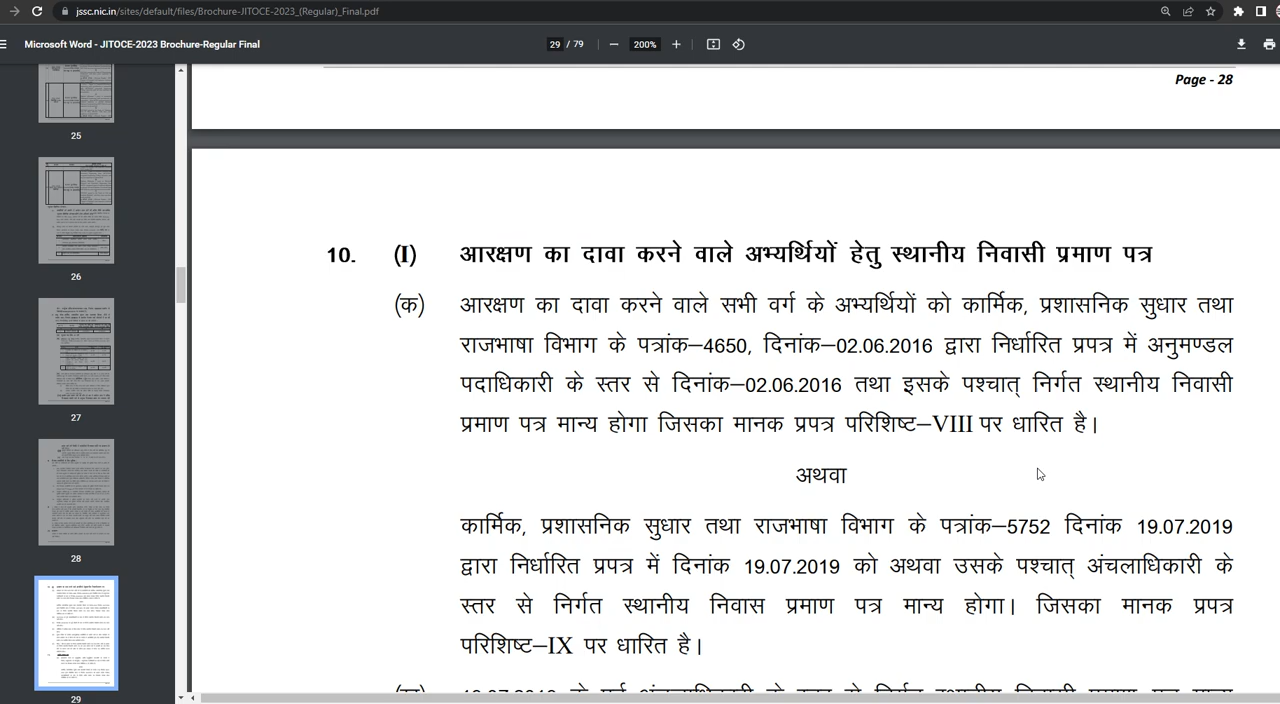 jssc.nic.in/sites/default/files/Brochure-JITOCE-2023_(Regular)_Final.pdf
Microsoft Word - JITOCE-2023 Brochure-Regular Final
29 / 79
200%
Page - 28
25
26
27
28
29
10. (I) आरक्षण का दावा करने वाले अभ्यर्थियों हेतु स्थानीय निवासी प्रमाण पत्र
(क) आरक्षण का दावा करने वाले सभी वर्ग के अभ्यर्थियों को कार्मिक, प्रशासनिक सुधार तथा
राजभाषा विभाग के पत्रांक–4650, दिनाक–02.06.2016 द्वारा निर्धारित प्रपत्र में अनुमण्डल
पदाधिकारी के स्तर से दिनांक–02.06.2016 तथा इसके पश्चात् निर्गत स्थानीय निवासी
प्रमाण पत्र मान्य होगा जिसका मानक प्रपत्र परिशिष्ट–VIII पर धारित है।
अथवा
कार्मिक, प्रशासनिक सुधार तथा राजभाषा विभाग के पत्रांक–5752 दिनांक 19.07.2019
द्वारा निर्धारित प्रपत्र में दिनांक 19.07.2019 को अथवा उसके पश्चात् अंचलाधिकारी के
स्तर से निर्गत स्थानीय निवास प्रमाण पत्र मान्य होगा। जिसका मानक प्रपत्र
परिशिष्ट–IX पर धारित है।